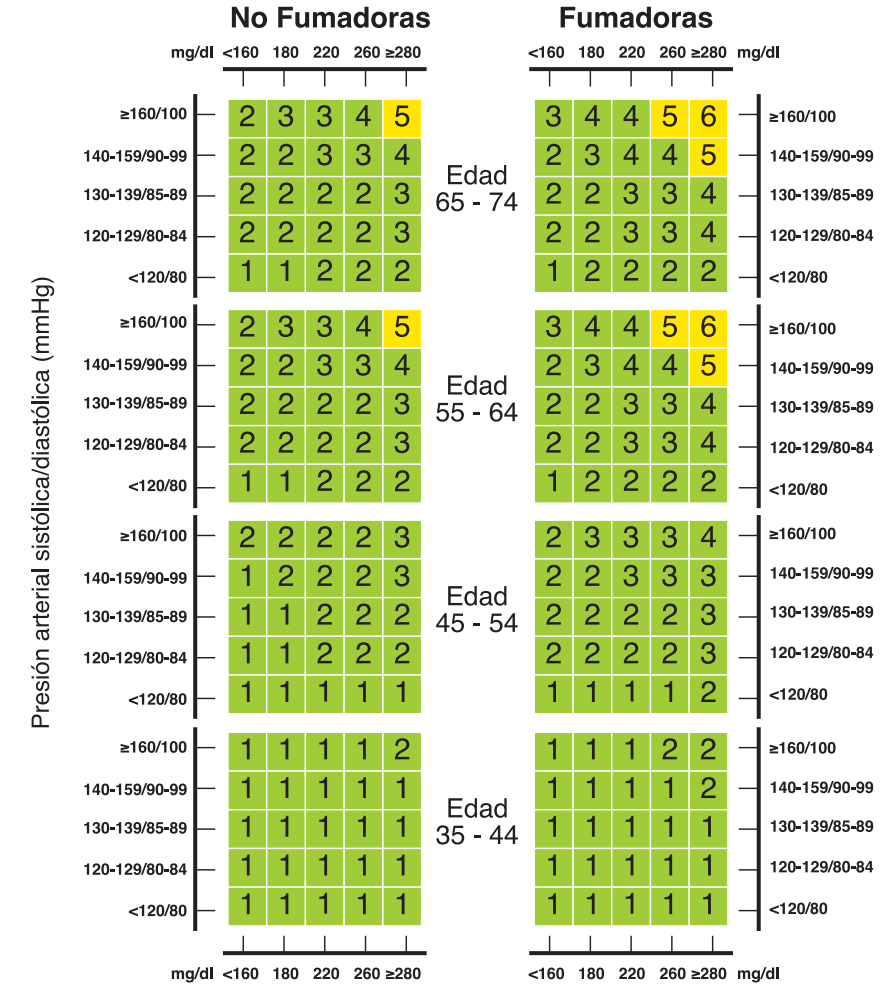 No Fumadoras Fumadoras
mg/dl <160 180 220 260 ≥280 <160 180 220 260 ≥280 mg/dl
≥160/100 2 3 3 4 5 3 4 4 5 6 ≥160/100
140-159/90-99 2 2 3 3 4 2 3 4 4 5 140-159/90-99
130-139/85-89 2 2 2 2 3 Edad 65 - 74 2 2 3 3 4 130-139/85-89
120-129/80-84 2 2 2 2 3 2 2 3 3 4 120-129/80-84
<120/80 1 1 2 2 2 1 2 2 2 2 <120/80
≥160/100 2 3 3 4 5 3 4 4 5 6 ≥160/100
140-159/90-99 2 2 3 3 4 2 3 4 4 5 140-159/90-99
130-139/85-89 2 2 2 2 3 Edad 55 - 64 2 2 3 3 4 130-139/85-89
120-129/80-84 2 2 2 2 3 2 2 3 3 4 120-129/80-84
<120/80 1 1 2 2 2 1 2 2 2 2 <120/80
Presión arterial sistólica/diastólica (mmHg)
≥160/100 2 2 2 2 3 2 3 3 3 4 ≥160/100
140-159/90-99 1 2 2 2 3 2 2 3 3 3 140-159/90-99
130-139/85-89 1 1 2 2 2 Edad 45 - 54 2 2 2 2 3 130-139/85-89
120-129/80-84 1 1 2 2 2 2 2 2 2 3 120-129/80-84
<120/80 1 1 1 1 1 1 1 1 1 2 <120/80
≥160/100 1 1 1 1 2 1 1 1 2 2 ≥160/100
140-159/90-99 1 1 1 1 1 1 1 1 1 2 140-159/90-99
130-139/85-89 1 1 1 1 1 Edad 35 - 44 1 1 1 1 1 130-139/85-89
120-129/80-84 1 1 1 1 1 1 1 1 1 1 120-129/80-84
<120/80 1 1 1 1 1 1 1 1 1 1 <120/80
mg/dl <160 180 220 260 ≥280 <160 180 220 260 ≥280 mg/dl